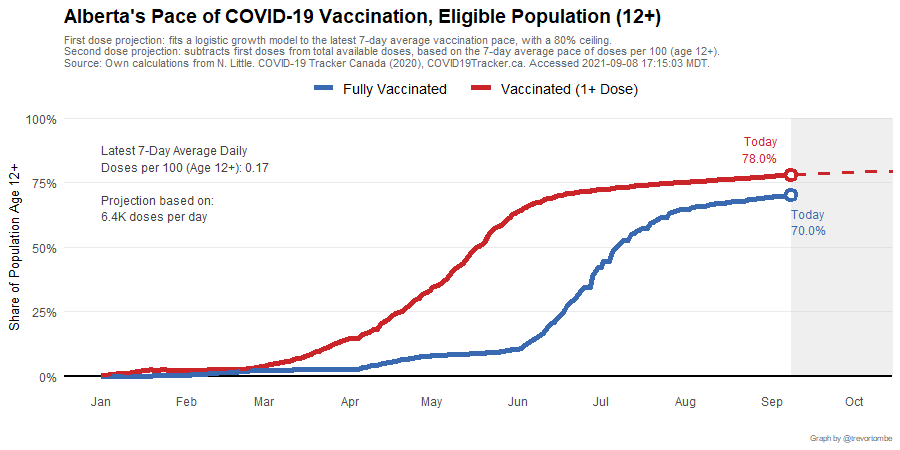 Alberta's Pace of COVID-19 Vaccination, Eligible Population (12+)
First dose projection: fits a logistic growth model to the latest 7-day average vaccination pace, with a 80% ceiling.
Second dose projection: subtracts first doses from total available doses, based on the 7-day average pace of doses per 100 (age 12+).
Source: Own calculations from N. Little. COVID-19 Tracker Canada (2020), COVID19Tracker.ca. Accessed 2021-09-08 17:15:03 MDT.
Fully Vaccinated
Vaccinated (1+ Dose)
100%
75%
50%
25%
0%
Share of Population Age 12+
Latest 7-Day Average Daily
Doses per 100 (Age 12+): 0.17
Projection based on:
6.4K doses per day
Today
78.0%
Today
70.0%
Jan
Feb
Mar
Apr
May
Jun
Jul
Aug
Sep
Oct
Graph by @trevortombe